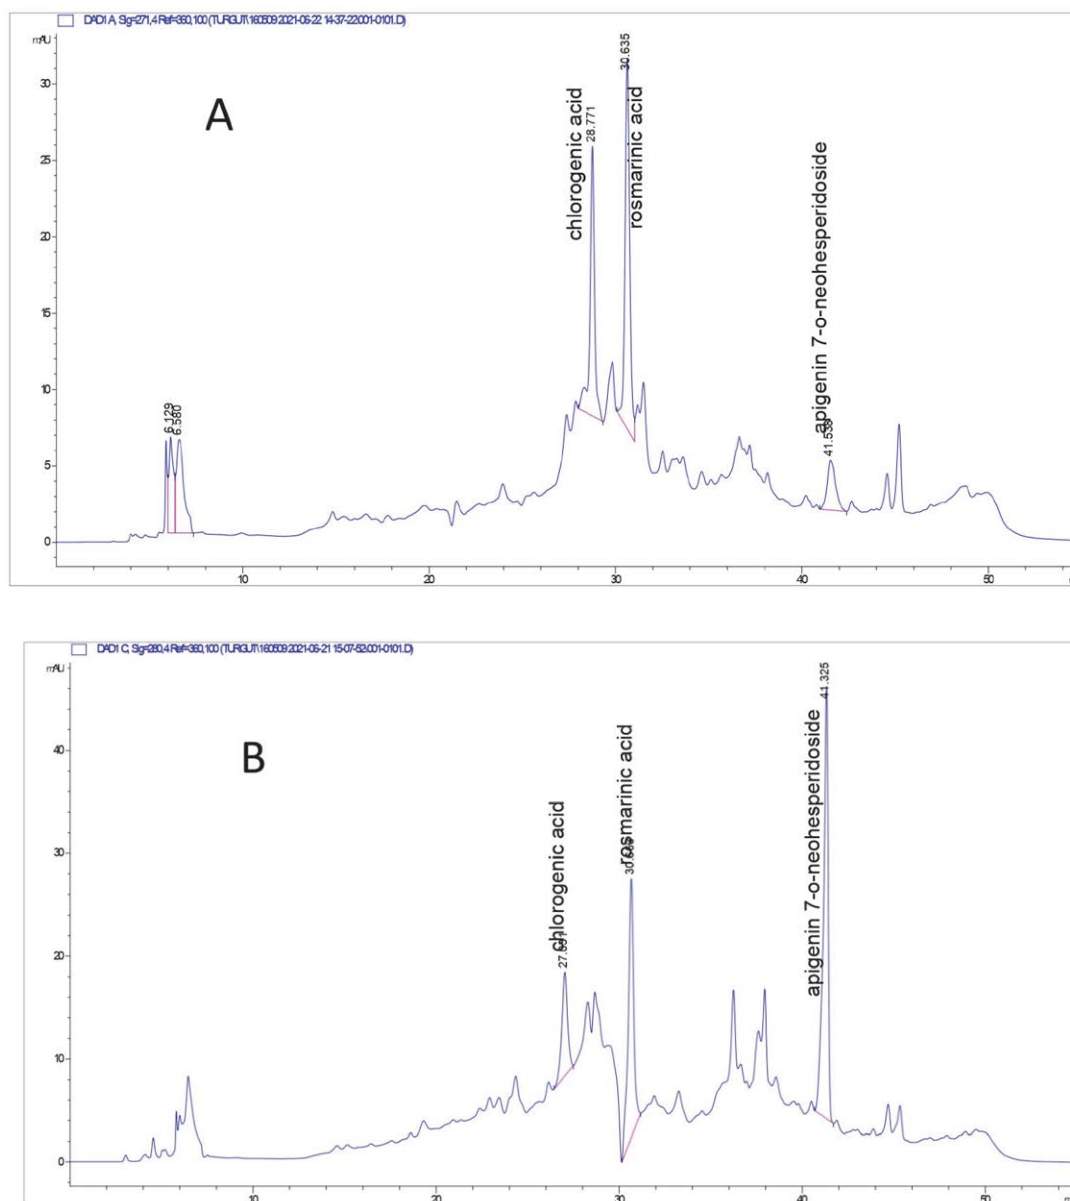 DAD1 A, Sig=271,4 Ref=360,100 (TURGUT\160509 2021-06-22 14-37-22\001-0101.D)
mAU
A
30
25
20
15
10
5
0
6.129
6.580
chlorogenic acid
28.771
30.635
rosmarinic acid
apigenin 7-o-neohesperidoside
10
20
30
40
50
DAD1 C, Sig=280,4 Ref=360,100 (TURGUT\160509 2021-06-21 15-07-52\001-0101.D)
mAU
B
40
30
20
10
0
chlorogenic acid
rosmarinic acid
apigenin 7-o-neohesperidoside
41.325
10
20
30
40
50